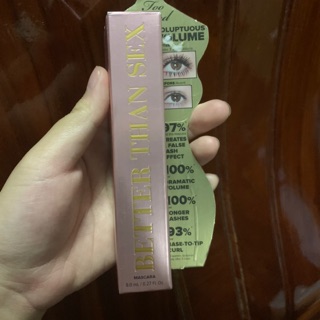 Too
VOLUPTUOUS
VOLUME
97%
CREATES
A FALSE
LASH
EFFECT
100%
DRAMATIC
VOLUME
100%
LONGER
LASHES
93%
BASE-TO-TIP
CURL
BETTER THAN SEX
MASCARA